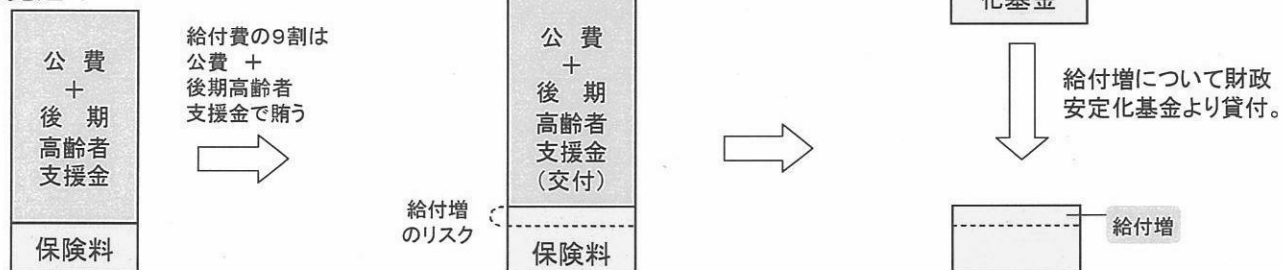 公 費
+
後 期
高齢者
支援金
保険料
給付費の9割は
公費 +
後期高齢者
支援金で賄う
公 費
+
後 期
高齢者
支援金
(交付)
給付増
のリスク
保険料
化基金
給付増について財政
安定化基金より貸付。
給付増